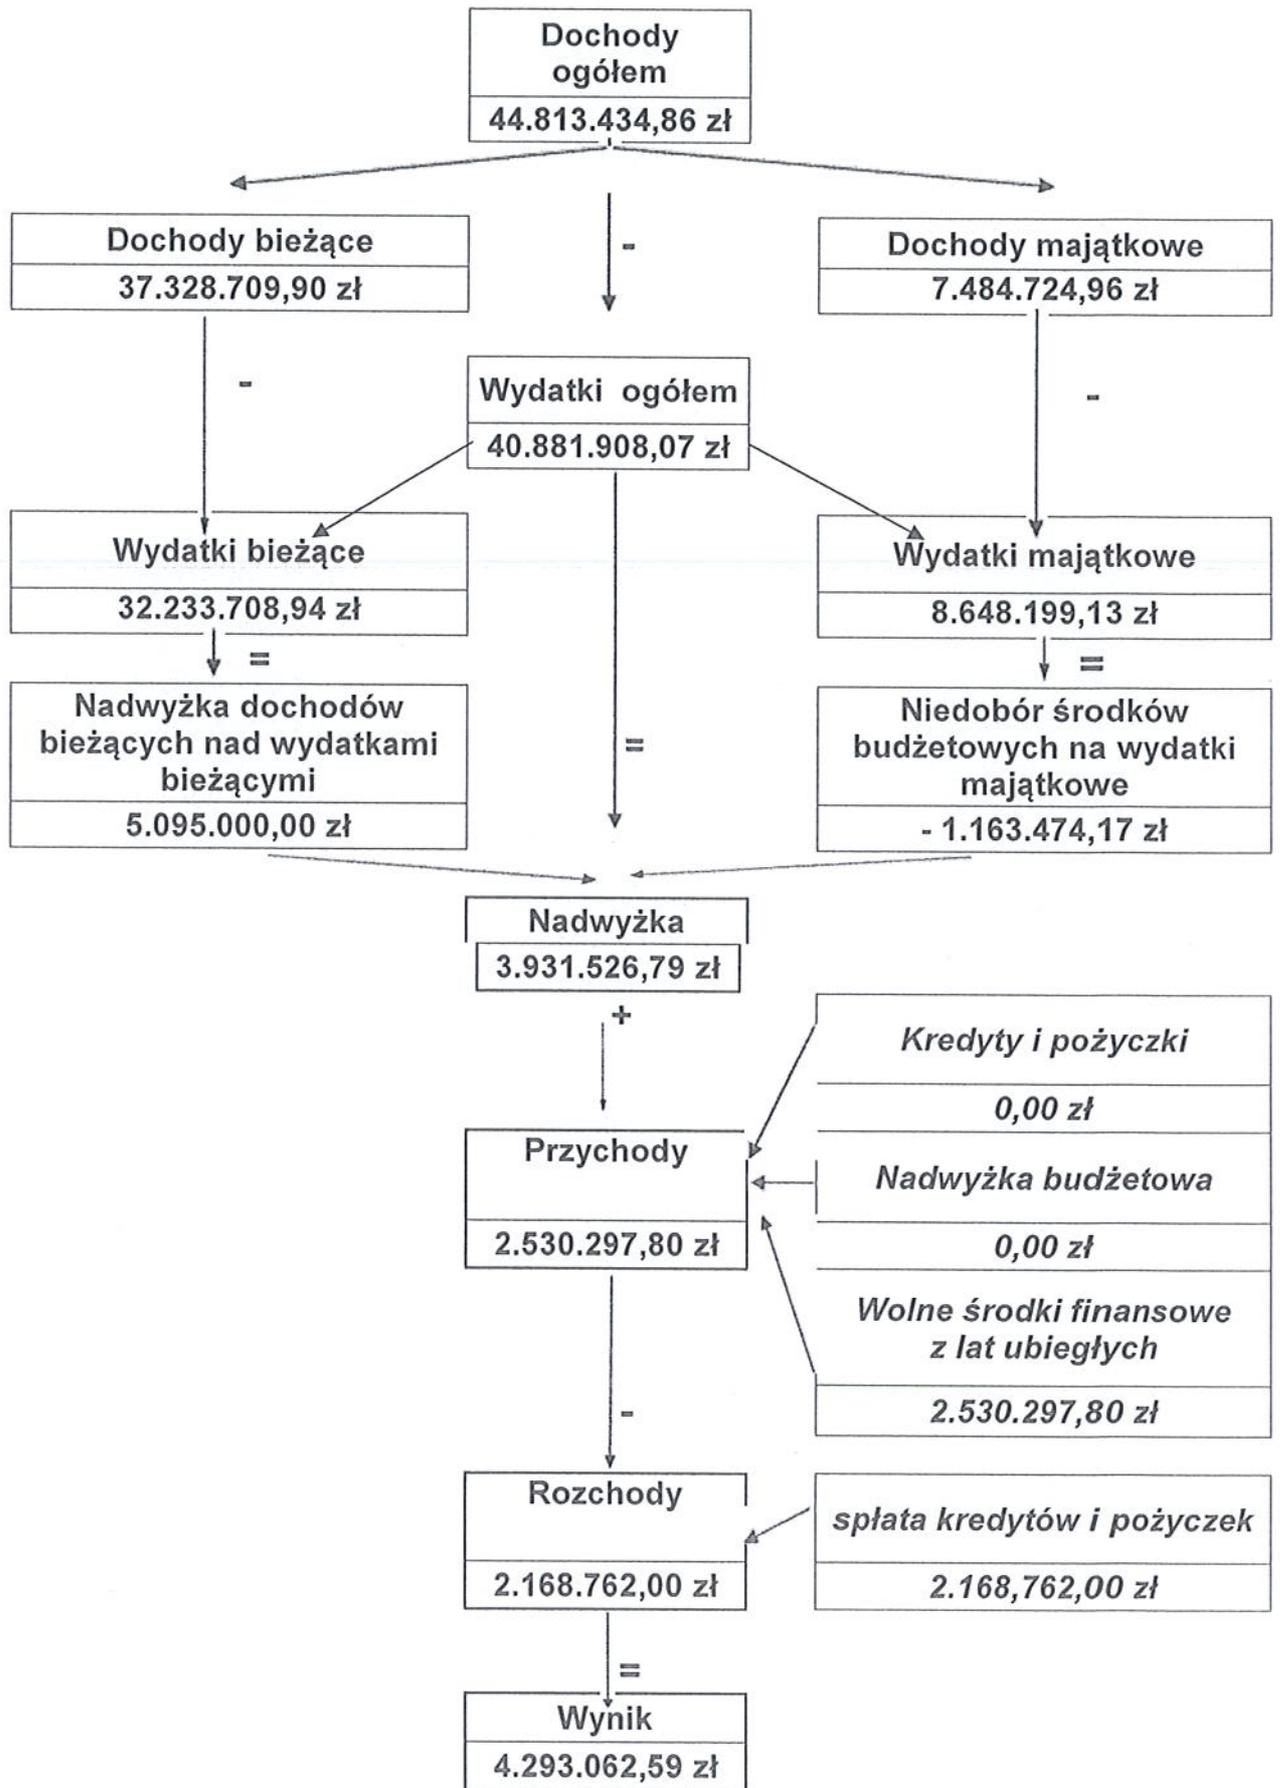 Dochody
ogółem
44.813.434,86 zł
Dochody bieżące
37.328.709,90 zł
-
Dochody majątkowe
7.484.724,96 zł
-
Wydatki ogółem
40.881.908,07 zł
-
Wydatki bieżące
32.233.708,94 zł
Wydatki majątkowe
8.648.199,13 zł
=
=
Nadwyżka dochodów
bieżących nad wydatkami
bieżącymi
5.095.000,00 zł
=
Niedobór środków
budżetowych na wydatki
majątkowe
- 1.163.474,17 zł
Nadwyżka
3.931.526,79 zł
+
Kredyty i pożyczki
0,00 zł
Przychody
2.530.297,80 zł
Nadwyżka budżetowa
0,00 zł
Wolne środki finansowe
z lat ubiegłych
2.530.297,80 zł
-
Rozchody
2.168.762,00 zł
spłata kredytów i pożyczek
2.168,762,00 zł
=
Wynik
4.293.062,59 zł